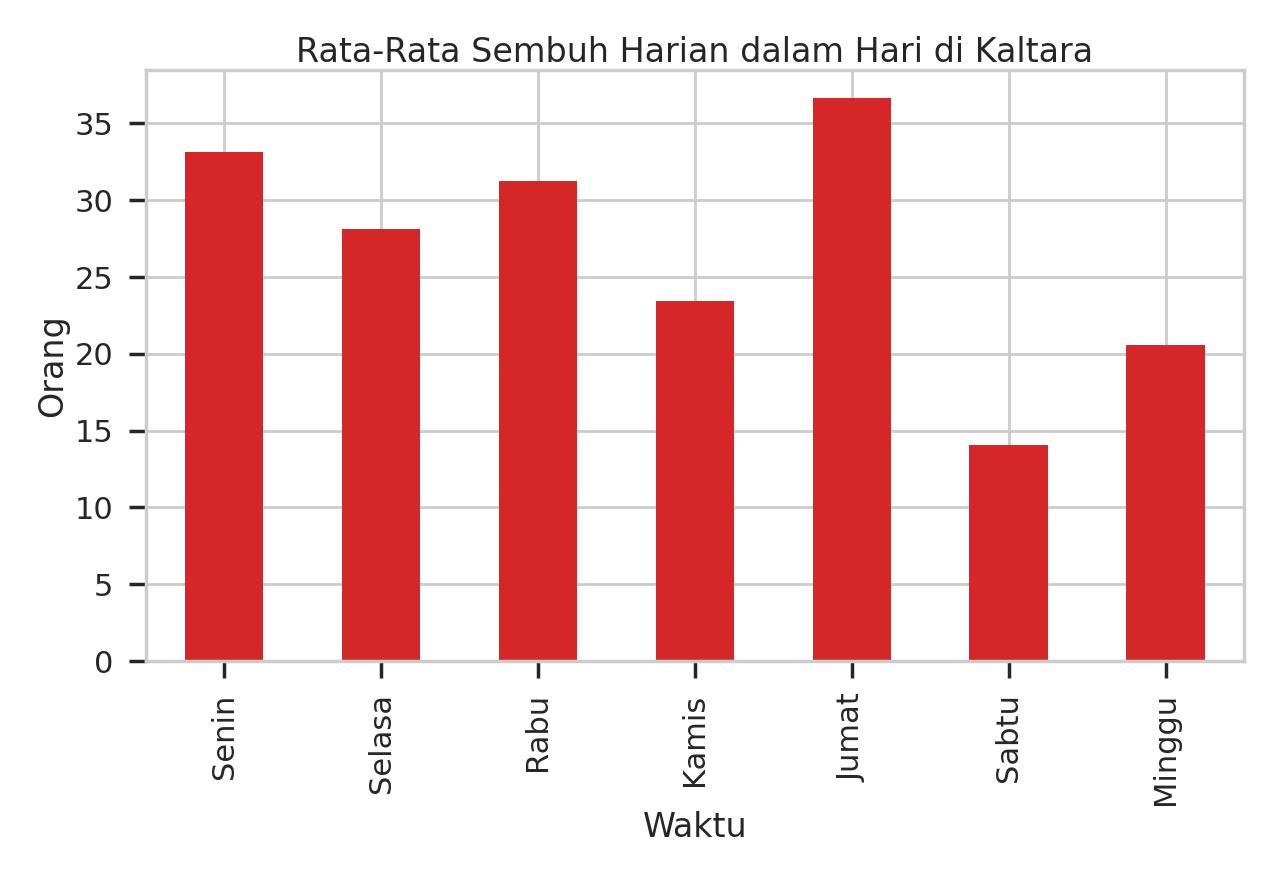 Rata-Rata Sembuh Harian dalam Hari di Kaltara
35
30
25
20
15
10
5
0
Orang
Senin
Selasa
Rabu
Kamis
Jumat
Sabtu
Minggu
Waktu